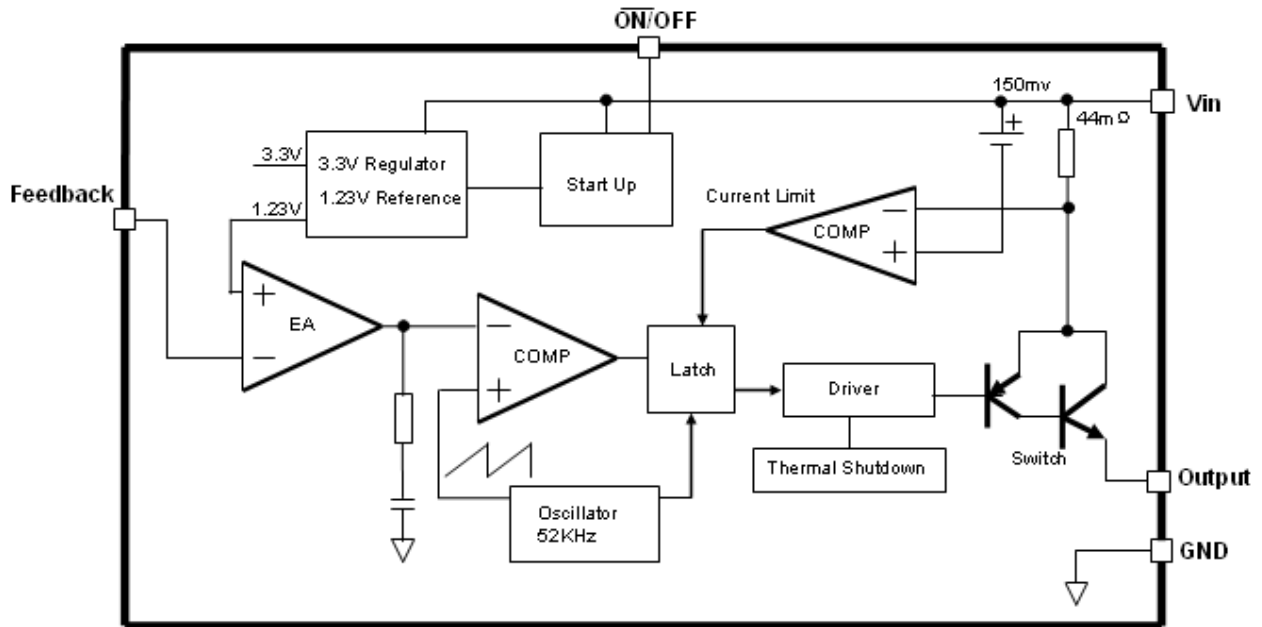 ON/OFF
150mv
Vin
44mΩ
3.3V
3.3V Regulator
1.23V Reference
Start Up
Feedback
1.23V
Current Limit
−
COMP
+
+
EA
−
−
COMP
+
Latch
Driver
Thermal Shutdown
Switch
Output
Oscillator
52KHz
GND
+